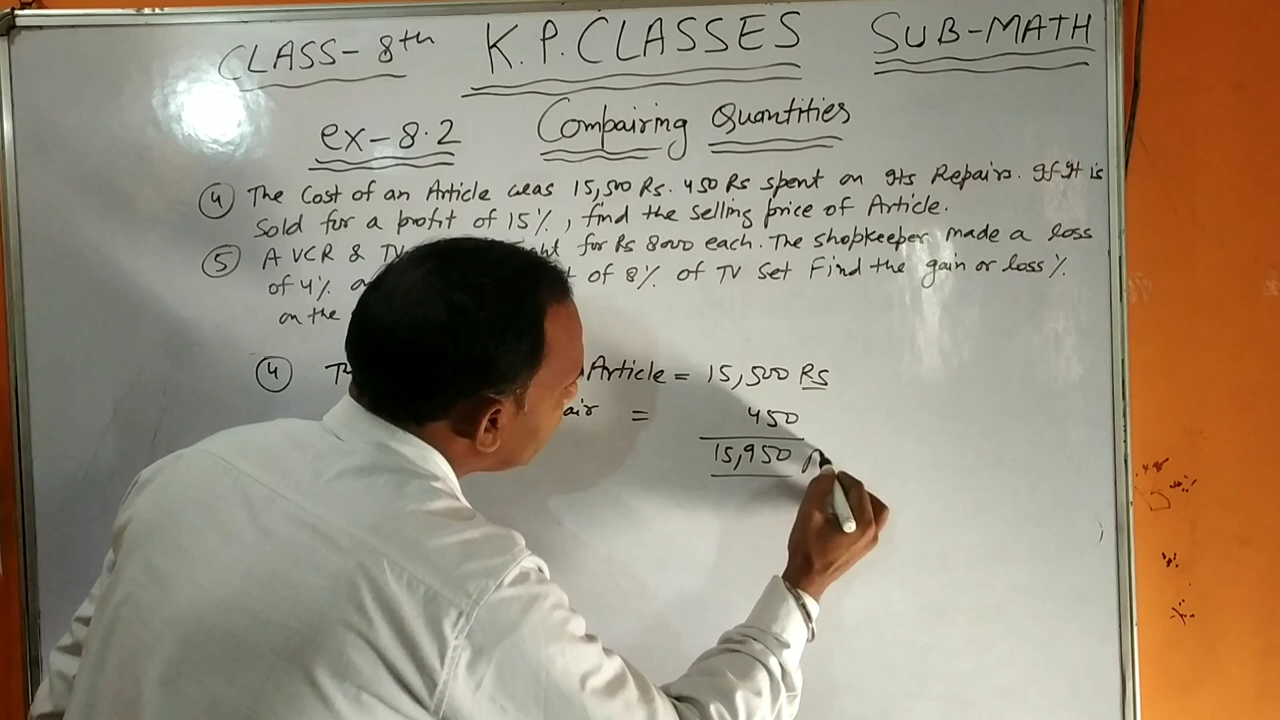 CLASS-8th K.P. CLASSES SUB-MATH
ex-8.2 Compairing Quantities
④ The Cost of an Article was 15,500 Rs. 450 Rs spent on Its Repairs. If It is
sold for a profit of 15%, find the selling price of Article.
⑤ A VCR & TV for Rs 8000 each. The shopkeeper made a loss
of 4% of 8% of TV Set Find the gain or loss %
on the
④ Article = 15,500 Rs
= 450
15,950